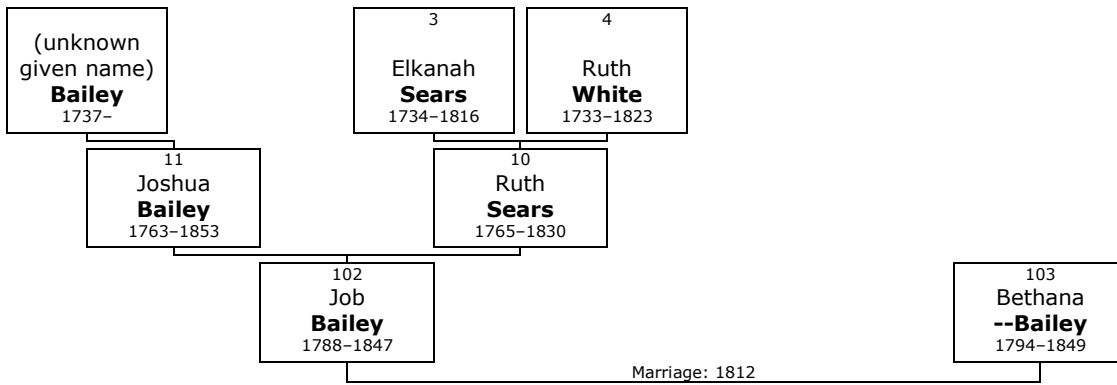 (unknown
given name)
Bailey
1737–
3
Elkanah
Sears
1734–1816
4
Ruth
White
1733–1823
11
Joshua
Bailey
1763–1853
10
Ruth
Sears
1765–1830
102
Job
Bailey
1788–1847
103
Bethana
--Bailey
1794–1849
Marriage: 1812